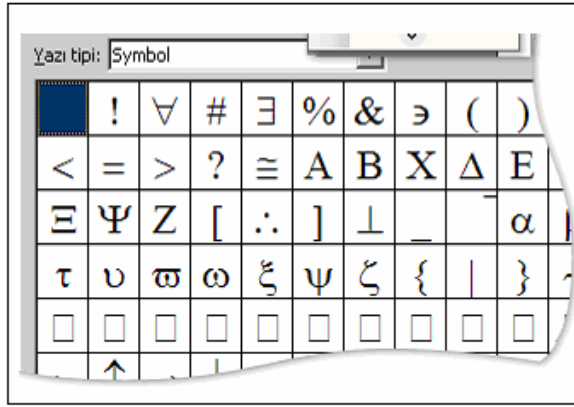 Yazı tipi: Symbol
! ∀ # ∃ % & ∍ ( )
< = > ? ≅ Α Β Χ Δ Ε
Ξ Ψ Ζ [ ∴ ] ⊥ _ ‾ α
τ υ ϖ ω ξ ψ ζ { | }
□ □ □ □ □ □ □ □ □ □
↑